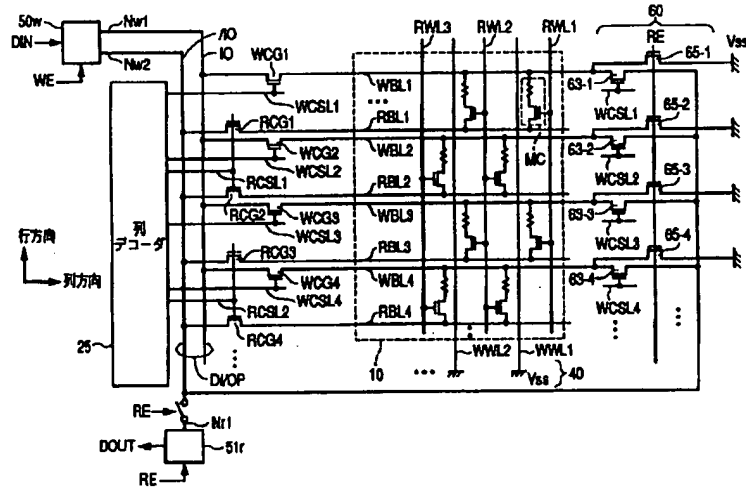 50w
DIN
WE
Nw1
Nw2
/IO
IO
WCG1
WCSL1
RWL3
RWL2
RWL1
60
RE
65-1
Vss
WBL1
63-1
WCSL1
65-2
RCG1
RBL1
MC
WCG2
WBL2
63-2
WCSL2
WCSL2
RCSL1
RBL2
65-3
RCG2
WCG3
WBL3
63-3
WCSL3
WCSL3
列
デコーダ
行方向
列方向
RCG3
RBL3
65-4
WCG4
WBL4
63-4
WCSL4
WCSL4
RCSL2
RBL4
RCG4
25
DI/OP
10
WWL2
WWL1
Vss
40
RE
Nr1
DOUT
51r
RE